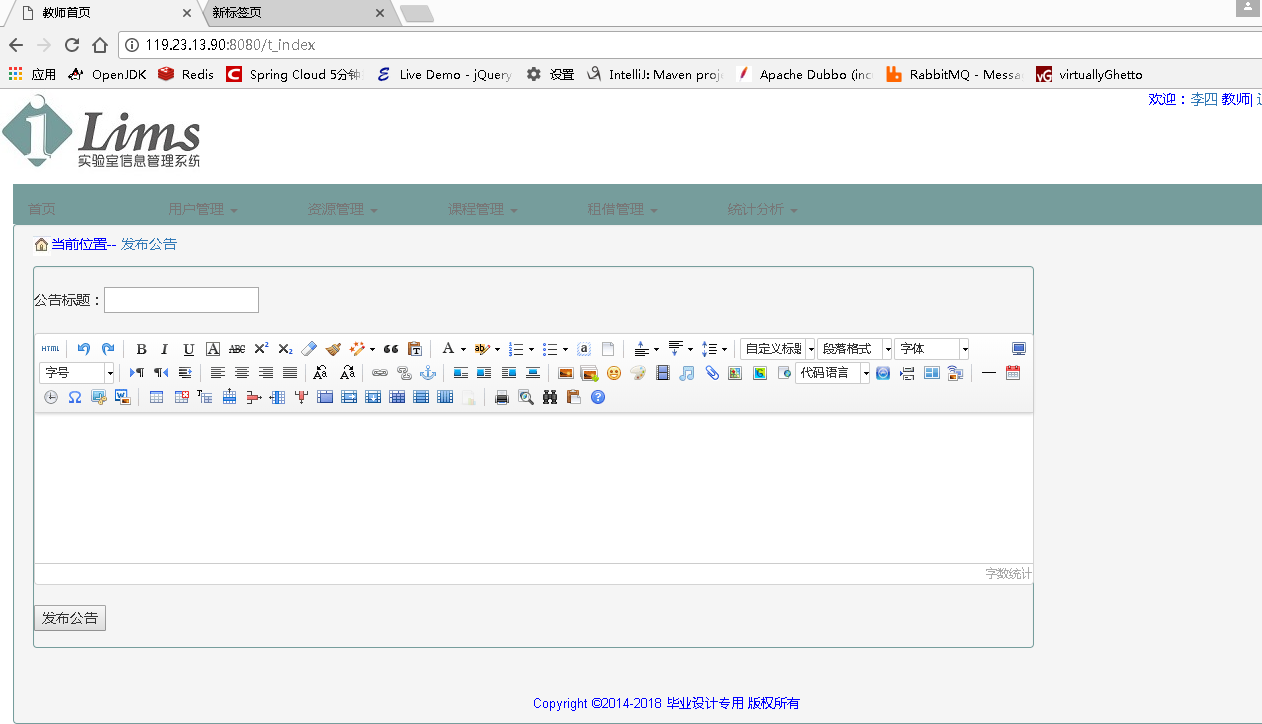 教师首页
新标签页
119.23.13.90:8080/t_index
应用 OpenJDK Redis Spring Cloud 5分钟 Live Demo - jQuery 设置 IntelliJ: Maven proj Apache Dubbo (inc RabbitMQ - Messa virtuallyGhetto
欢迎：李四 教师|
Lims
实验室信息管理系统
首页 用户管理 资源管理 课程管理 租借管理 统计分析
当前位置-- 发布公告
公告标题：
HTML B I U A ABC X² X₂ A ab a 自定义标题 段落格式 字体
字号 代码语言
字数统计
发布公告
Copyright ©2014-2018 毕业设计专用 版权所有